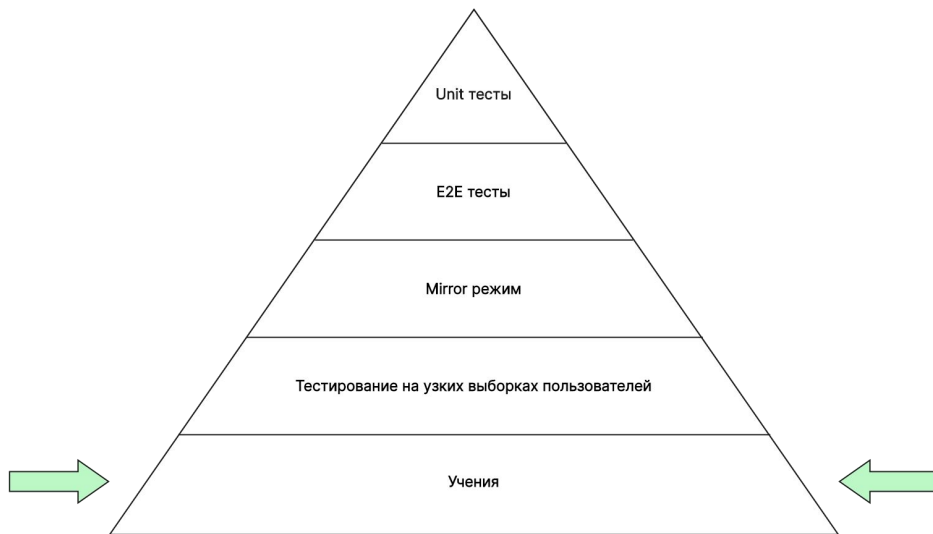 Unit тесты
E2E тесты
Mirror режим
Тестирование на узких выборках пользователей
Учения